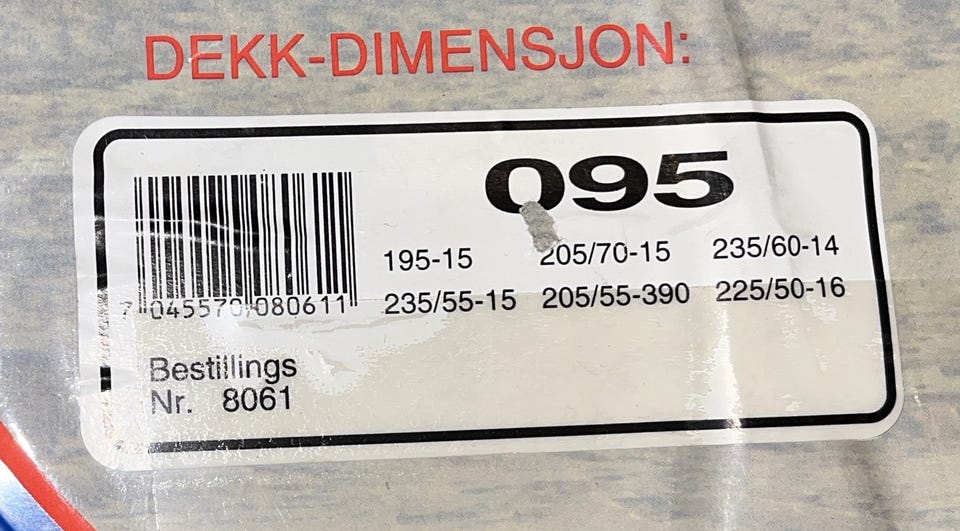 DEKK-DIMENSJON:
095
195-15 205/70-15 235/60-14
235/55-15 205/55-390 225/50-16
7 045570 080611
Bestillings
Nr. 8061